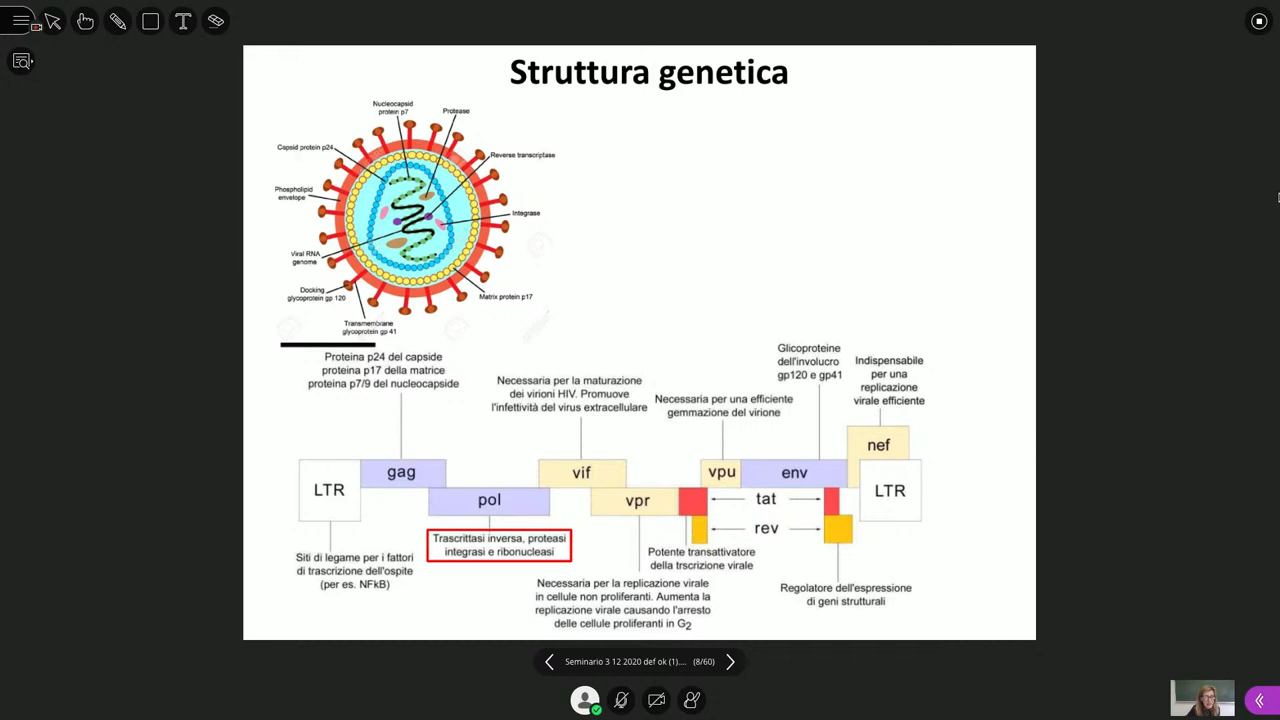 Struttura genetica
Nucleocapsid
protein p7
Protease
Capsid protein p24
Reverse transcriptase
Phospholipid
envelope
Integrase
Viral RNA
genome
Docking
glycoprotein gp 120
Matrix protein p17
Transmembrane
glycoprotein gp 41
Proteina p24 del capside
proteina p17 della matrice
proteina p7/9 del nucleocapside
Necessaria per la maturazione
dei virioni HIV. Promuove
l'infettività del virus extracellulare
Necessaria per una efficiente
gemmazione del virione
Glicoproteine
dell'involucro
gp120 e gp41
Indispensabile
per una
replicazione
virale efficiente
nef
LTR
gag
pol
vif
vpr
vpu
env
tat
rev
LTR
Siti di legame per i fattori
di trascrizione dell'ospite
(per es. NFkB)
Trascrittasi inversa, proteasi
integrasi e ribonucleasi
Necessaria per la replicazione virale
in cellule non proliferanti. Aumenta la
replicazione virale causando l'arresto
delle cellule proliferanti in G2
Potente transattivatore
della trscrizione virale
Regolatore dell'espressione
di geni strutturali
Seminario 3 12 2020 def ok (1).... (8/60)